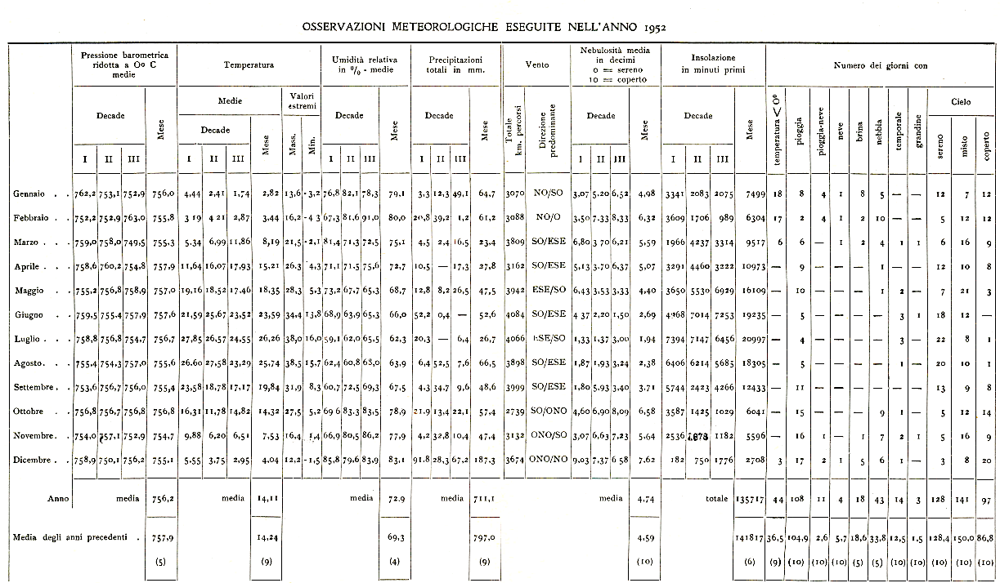 OSSERVAZIONI METEOROLOGICHE ESEGUITE NELL'ANNO 1952
Pressione barometrica ridotta a 0º C medie Temperatura Umidità relativa in % - medie Precipitazioni totali in mm. Vento Nebulosità media in decimi 0 = sereno 10 = coperto Insolazione in minuti primi Numero dei giorni con
Decade Mese Medie Valori estremi Decade Mese Decade Mese Totale km. percorsi Direzione predominante Decade Mese Decade Mese temperatura < 0º pioggia pioggia-neve neve brina nebbia temporale grandine Cielo
Decade Mese Mass. Min. sereno misto coperto
I II III I II III I II III I II III I II III I II III
Gennaio . . 762,2 753,1 752,9 756,0 4,44 2,41 1,74 2,82 13,6 -3,2 76,8 82,1 78,3 79,1 3,3 12,3 49,1 64,7 3070 NO/SO 3,07 5,20 6,52 4,98 3341 2083 2075 7499 18 8 4 1 8 5 — — 12 7 12
Febbraio . . 752,2 752,9 763,0 755,8 3 19 4 21 2,87 3,44 16,2 -4 3 67,3 81,6 91,0 80,0 20,8 39,2 1,2 61,2 3088 NO/O 3,50 7,33 8,33 6,32 3609 1706 989 6304 17 2 4 1 2 10 — — 5 12 12
Marzo . . 759,0 758,0 749,5 755,3 5,34 6,99 11,86 8,19 21,5 -2,1 81,4 71,3 72,5 75,1 4,5 2,4 16,5 23,4 3809 SO/ESE 6,80 3 70 6,21 5,59 1966 4237 3314 9517 6 6 — 1 2 4 1 1 6 16 9
Aprile . . 758,6 760,2 754,8 757,9 11,64 16,07 17,93 15,21 26,3 4,3 71,1 71,5 75,6 72,7 10,5 — 17,3 27,8 3162 SO/ESE 5,13 3,70 6,37 5,07 3291 4460 3222 10973 — 9 — — — 1 — — 12 10 8
Maggio . . 755,2 756,8 758,9 757,0 19,16 18,52 17,46 18,35 28,3 5,3 73,2 67,7 65,3 68,7 12,8 8,2 26,5 47,5 3942 ESE/SO 6,43 3,53 3,33 4,40 3650 5530 6929 16109 — 10 — — — 1 2 — 7 21 3
Giugno . . 759,5 755,4 757,9 757,6 21,59 25,67 23,52 23,59 34,4 13,8 68,9 63,9 65,3 66,0 52,2 0,4 — 52,6 4084 SO/ESE 4 37 2,20 1,50 2,69 4968 7014 7253 19235 — 5 — — — 3 1 18 12 —
Luglio . . 758,8 756,8 754,7 756,7 27,85 26,57 24,55 26,26 38,0 16,0 59,1 62,0 65,5 62,3 20,3 — 6,4 26,7 4066 ESE/SO 1,33 1,37 3,00 1,94 7394 7147 6456 20997 — 4 — — — 3 — 22 8 1
Agosto . . 755,4 754,3 757,0 755,6 26,60 27,58 23,29 25,74 38,5 15,7 62,4 60,8 68,0 63,9 6,4 52,5 7,6 66,5 3898 SO/ESE 1,87 1,93 3,24 2,38 6406 6214 5685 18305 — 5 — — — 1 — 20 10 1
Settembre . . 753,6 756,7 756,0 755,4 23,58 18,78 17,17 19,84 31,9 8,3 60,7 72,5 69,3 67,5 4,3 34,7 9,6 48,6 3999 SO/ESE 1,80 5,93 3,40 3,71 5744 2423 4266 12433 — 11 — — — — — — 13 9 8
Ottobre . . 756,8 756,7 756,8 756,8 16,31 11,78 14,82 14,32 27,5 5,2 69 6 83,3 83,5 78,9 21,9 13,4 22,1 57,4 2739 SO/ONO 4,60 6,90 8,09 6,58 3587 1425 1029 6041 — 15 — — — 9 1 — 5 12 14
Novembre . 754,0 757,1 752,9 754,7 9,88 6,20 6,51 7,53 16,4 1,4 66,9 80,5 86,2 77,9 4,2 32,8 10,4 47,4 3132 ONO/SO 3,07 6,63 7,23 5,64 2536 1878 1182 5596 — 16 1 — 1 7 2 1 5 16 9
Dicembre . . 758,9 750,1 756,2 755,1 5,55 3,75 2,95 4,04 12,2 -1,5 85,8 79,6 83,9 83,1 91,8 28,3 67,2 187,3 3674 ONO/NO 9,03 7,37 6 58 7,62 182 750 1776 2708 3 17 2 1 5 6 1 — 3 8 20
Anno media 756,2 media 14,11 media 72,9 media 711,1 media 4,74 totale 135717 44 108 11 4 18 43 14 3 128 141 97
Media degli anni precedenti . 757,9 14,24 69,3 797,0 4,59 141817 36,5 104,9 2,6 5,7 18,6 33,8 12,5 1,5 128,4 150,0 86,8
(5) (9) (4) (9) (10) (6) (9) (10) (10) (10) (5) (5) (10) (10) (10) (10) (10)